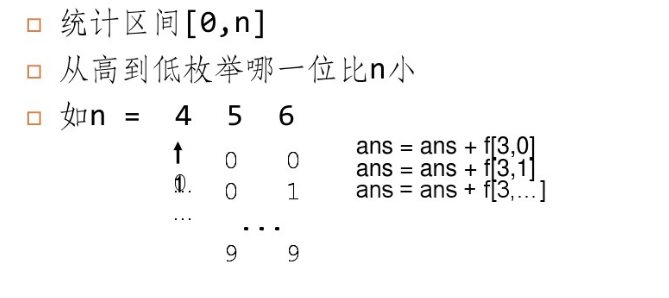 统计区间[0,n]
从高到低枚举哪一位比n小
如n = 4 5 6
0 0
ans = ans + f[3,0]
ans = ans + f[3,1]
0 1
ans = ans + f[3,…]
…
...
9 9